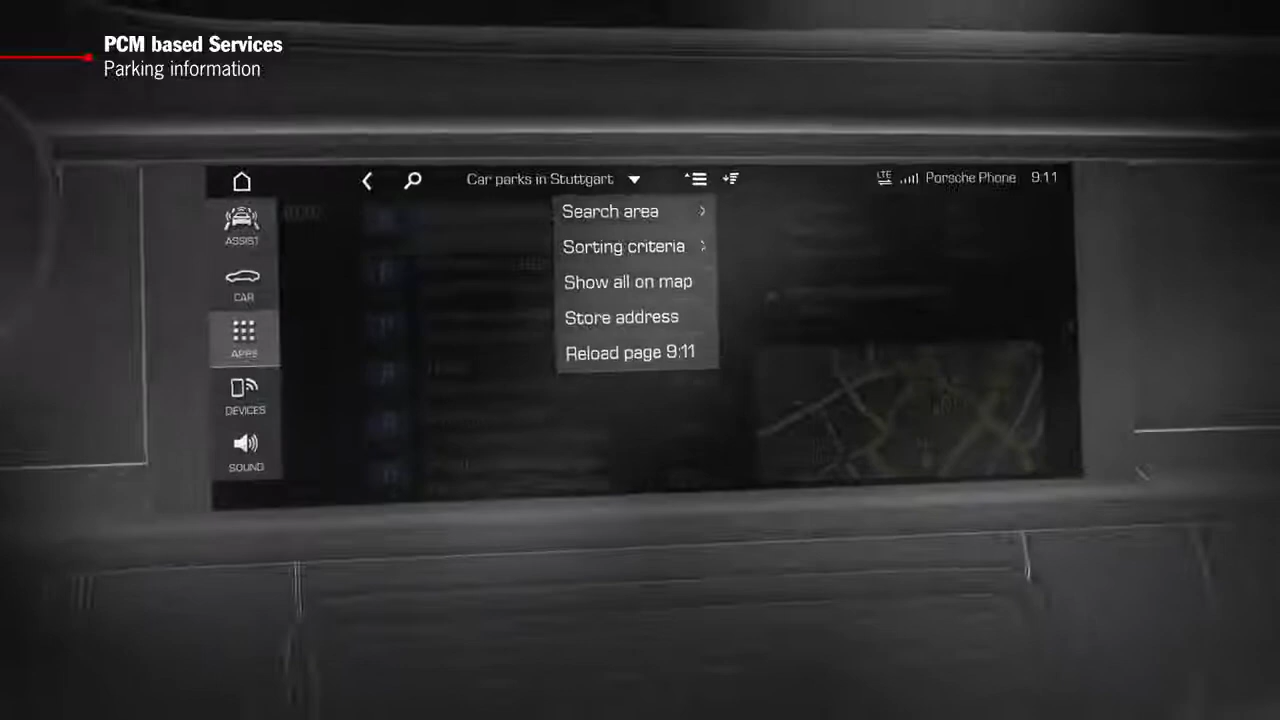 PCM based Services
Parking information
Car parks in Stuttgart
LTE
Porsche Phone
9:11
ASSIST
CAR
APPS
DEVICES
SOUND
Search area
Sorting criteria
Show all on map
Store address
Reload page 9:11